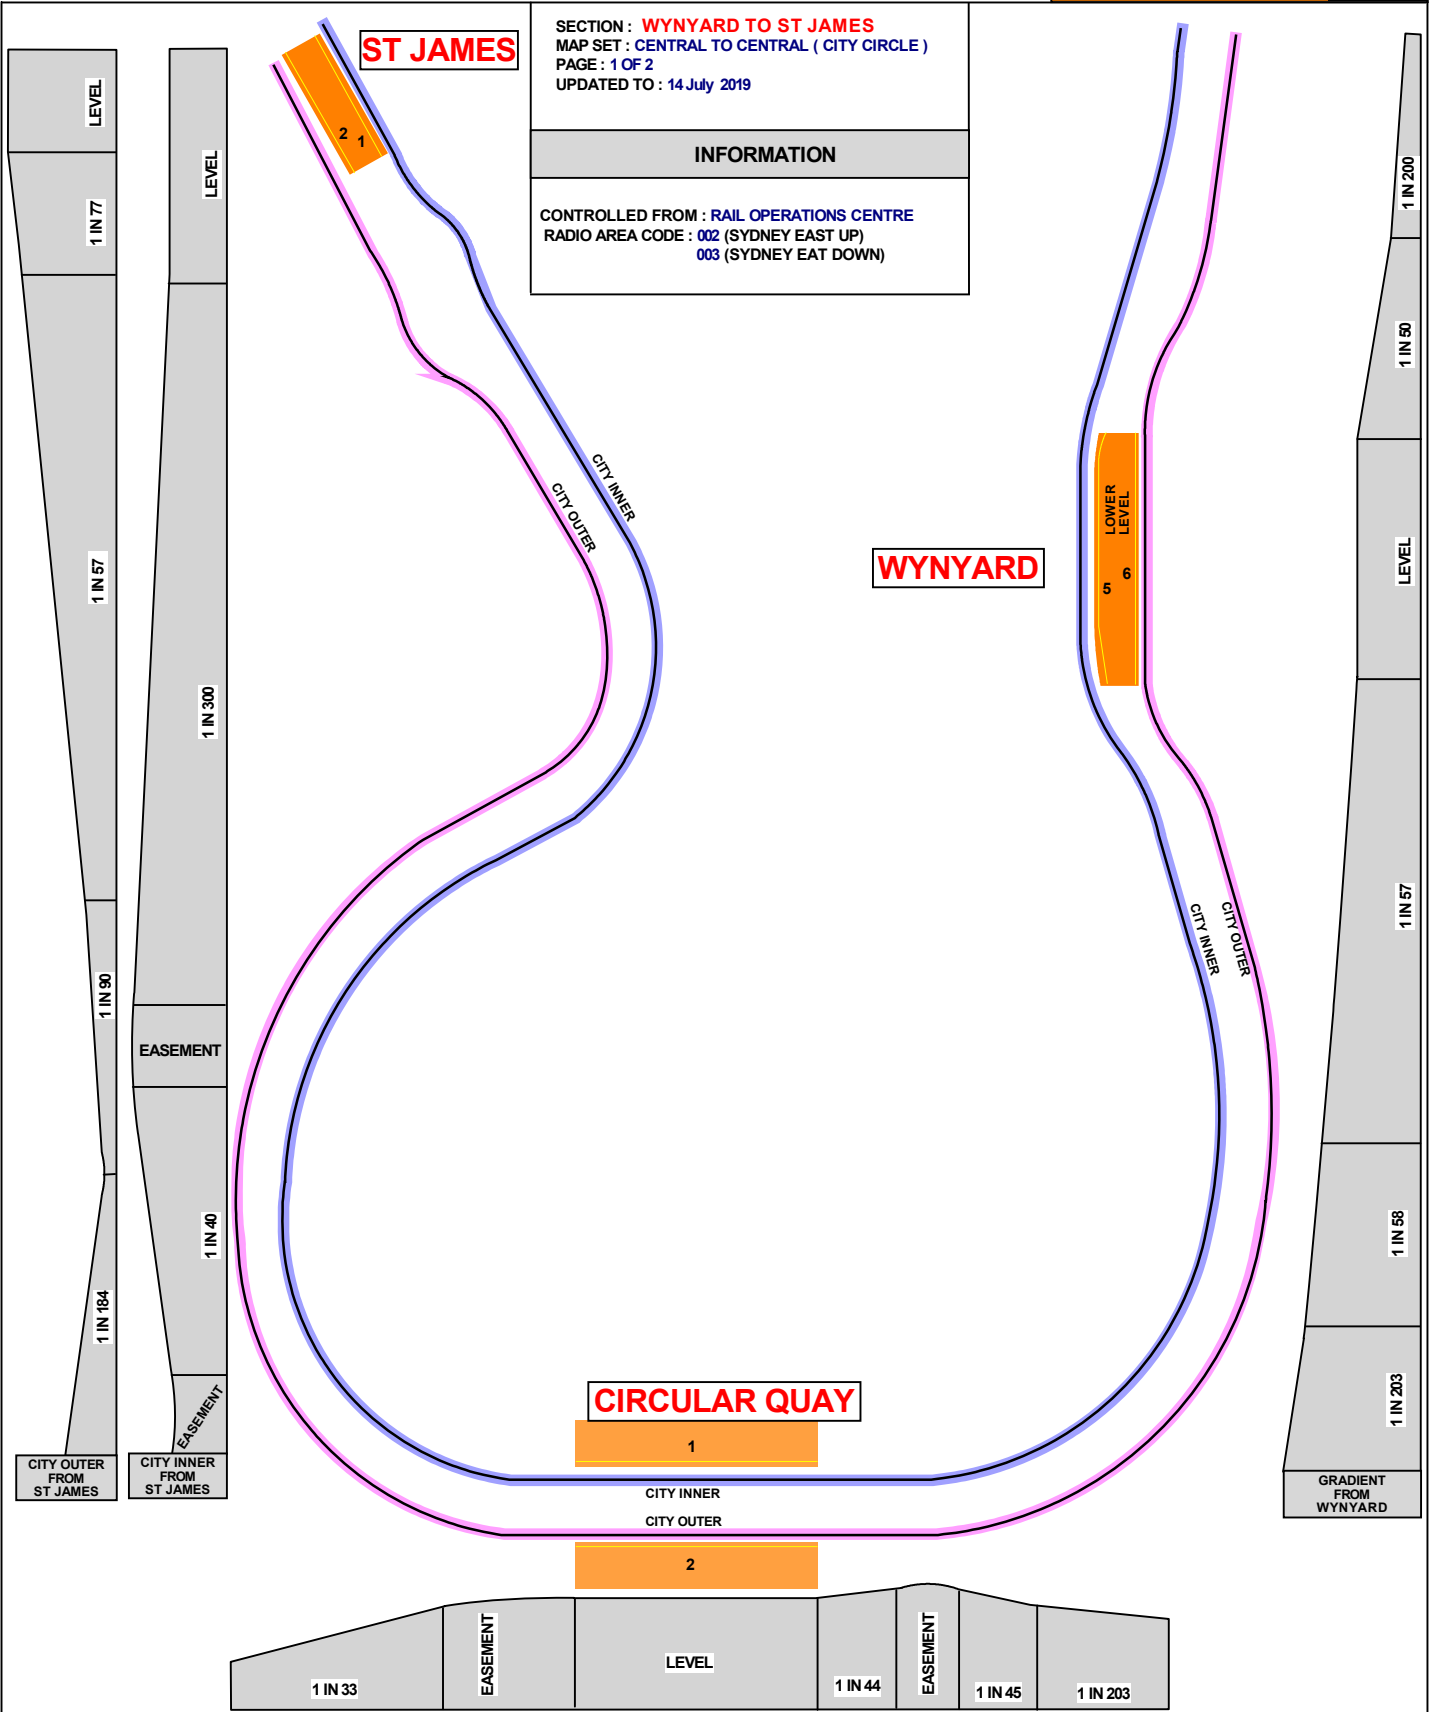 ST JAMES
SECTION : WYNYARD TO ST JAMES
MAP SET : CENTRAL TO CENTRAL ( CITY CIRCLE )
PAGE : 1 OF 2
UPDATED TO : 14 July 2019
INFORMATION
CONTROLLED FROM : RAIL OPERATIONS CENTRE
RADIO AREA CODE : 002 (SYDNEY EAST UP)
003 (SYDNEY EAT DOWN)
2
1
LEVEL
1 IN 77
1 IN 57
1 IN 90
1 IN 184
CITY OUTER
FROM
ST JAMES
LEVEL
1 IN 300
EASEMENT
1 IN 40
EASEMENT
CITY INNER
FROM
ST JAMES
CITY INNER
CITY OUTER
WYNYARD
LOWER
LEVEL
5
6
CITY INNER
CITY OUTER
1 IN 200
1 IN 50
LEVEL
1 IN 57
1 IN 58
1 IN 203
GRADIENT
FROM
WYNYARD
CIRCULAR QUAY
1
CITY INNER
CITY OUTER
2
1 IN 33
EASEMENT
LEVEL
1 IN 44
EASEMENT
1 IN 45
1 IN 203